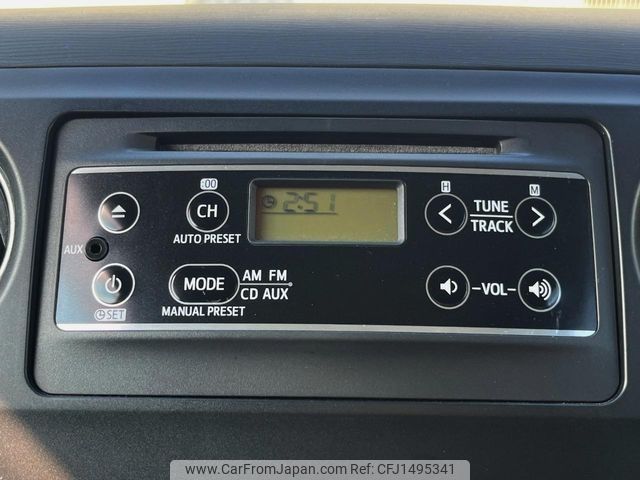 :00
H
M
CH
2:51
TUNE
TRACK
AUTO PRESET
AUX
MODE
AM FM
CD AUX
-VOL-
SET
MANUAL PRESET
www.CarFromJapan.com Ref:CFJ1495341